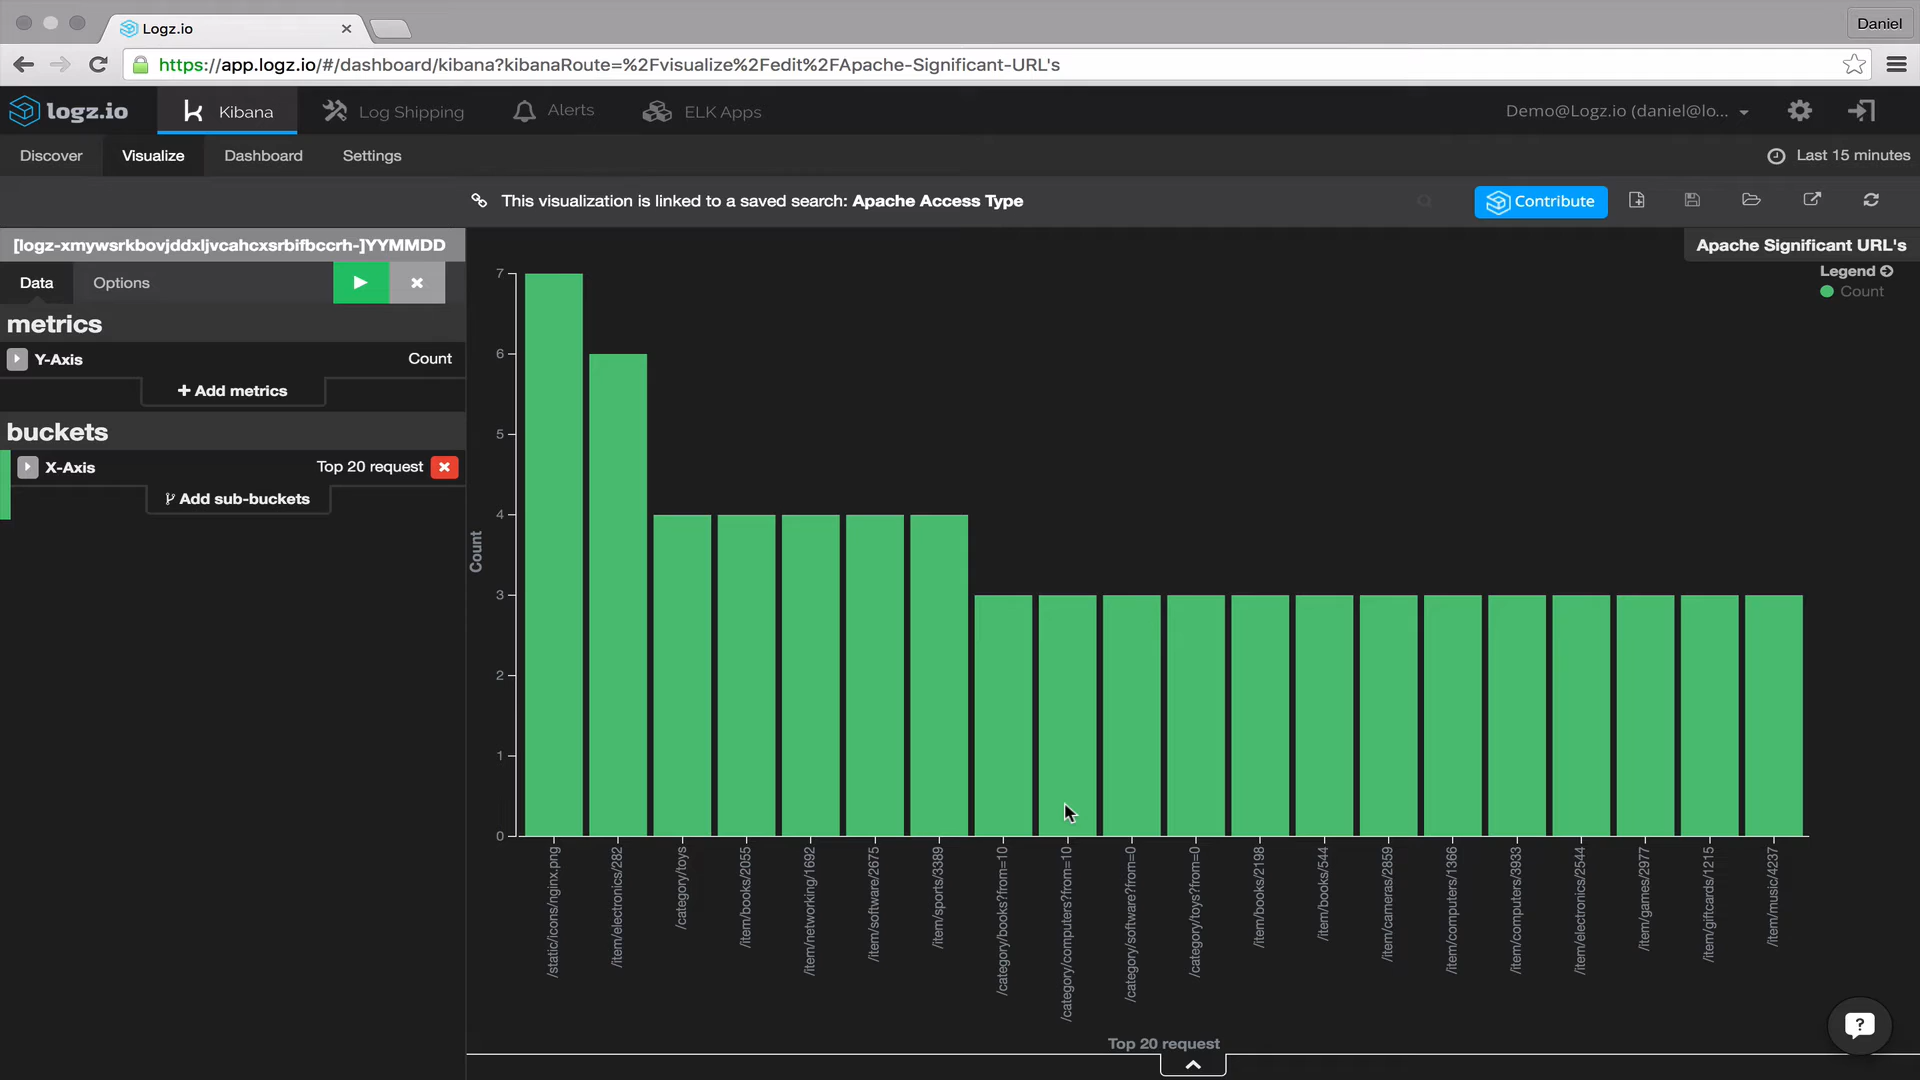 Logz.io
Daniel
https://app.logz.io/#/dashboard/kibana?kibanaRoute=%2Fvisualize%2Fedit%2FApache-Significant-URL's
logz.io
Kibana
Log Shipping
Alerts
ELK Apps
Demo@Logz.io (daniel@lo...
Discover
Visualize
Dashboard
Settings
Last 15 minutes
This visualization is linked to a saved search: Apache Access Type
Contribute
[logz-xmywsrkbovjddxljvcahcxsrbifbccrh-]YYMMDD
Apache Significant URL's
Data
Options
Legend
Count
metrics
Y-Axis
Count
Add metrics
buckets
X-Axis
Top 20 request
Add sub-buckets
7
6
5
4
3
2
1
0
Count
/static/icons/nginx.png
/item/electronics/282
/category/toys
/item/books/2055
/item/networking/1692
/item/software/2675
/item/sports/3389
/category/books?from=10
/category/computers?from=10
/category/software?from=0
/category/toys?from=0
/item/books/2198
/item/books/544
/item/cameras/2859
/item/computers/1366
/item/computers/3933
/item/electronics/2544
/item/games/2977
/item/giftcards/1215
/item/music/4237
Top 20 request